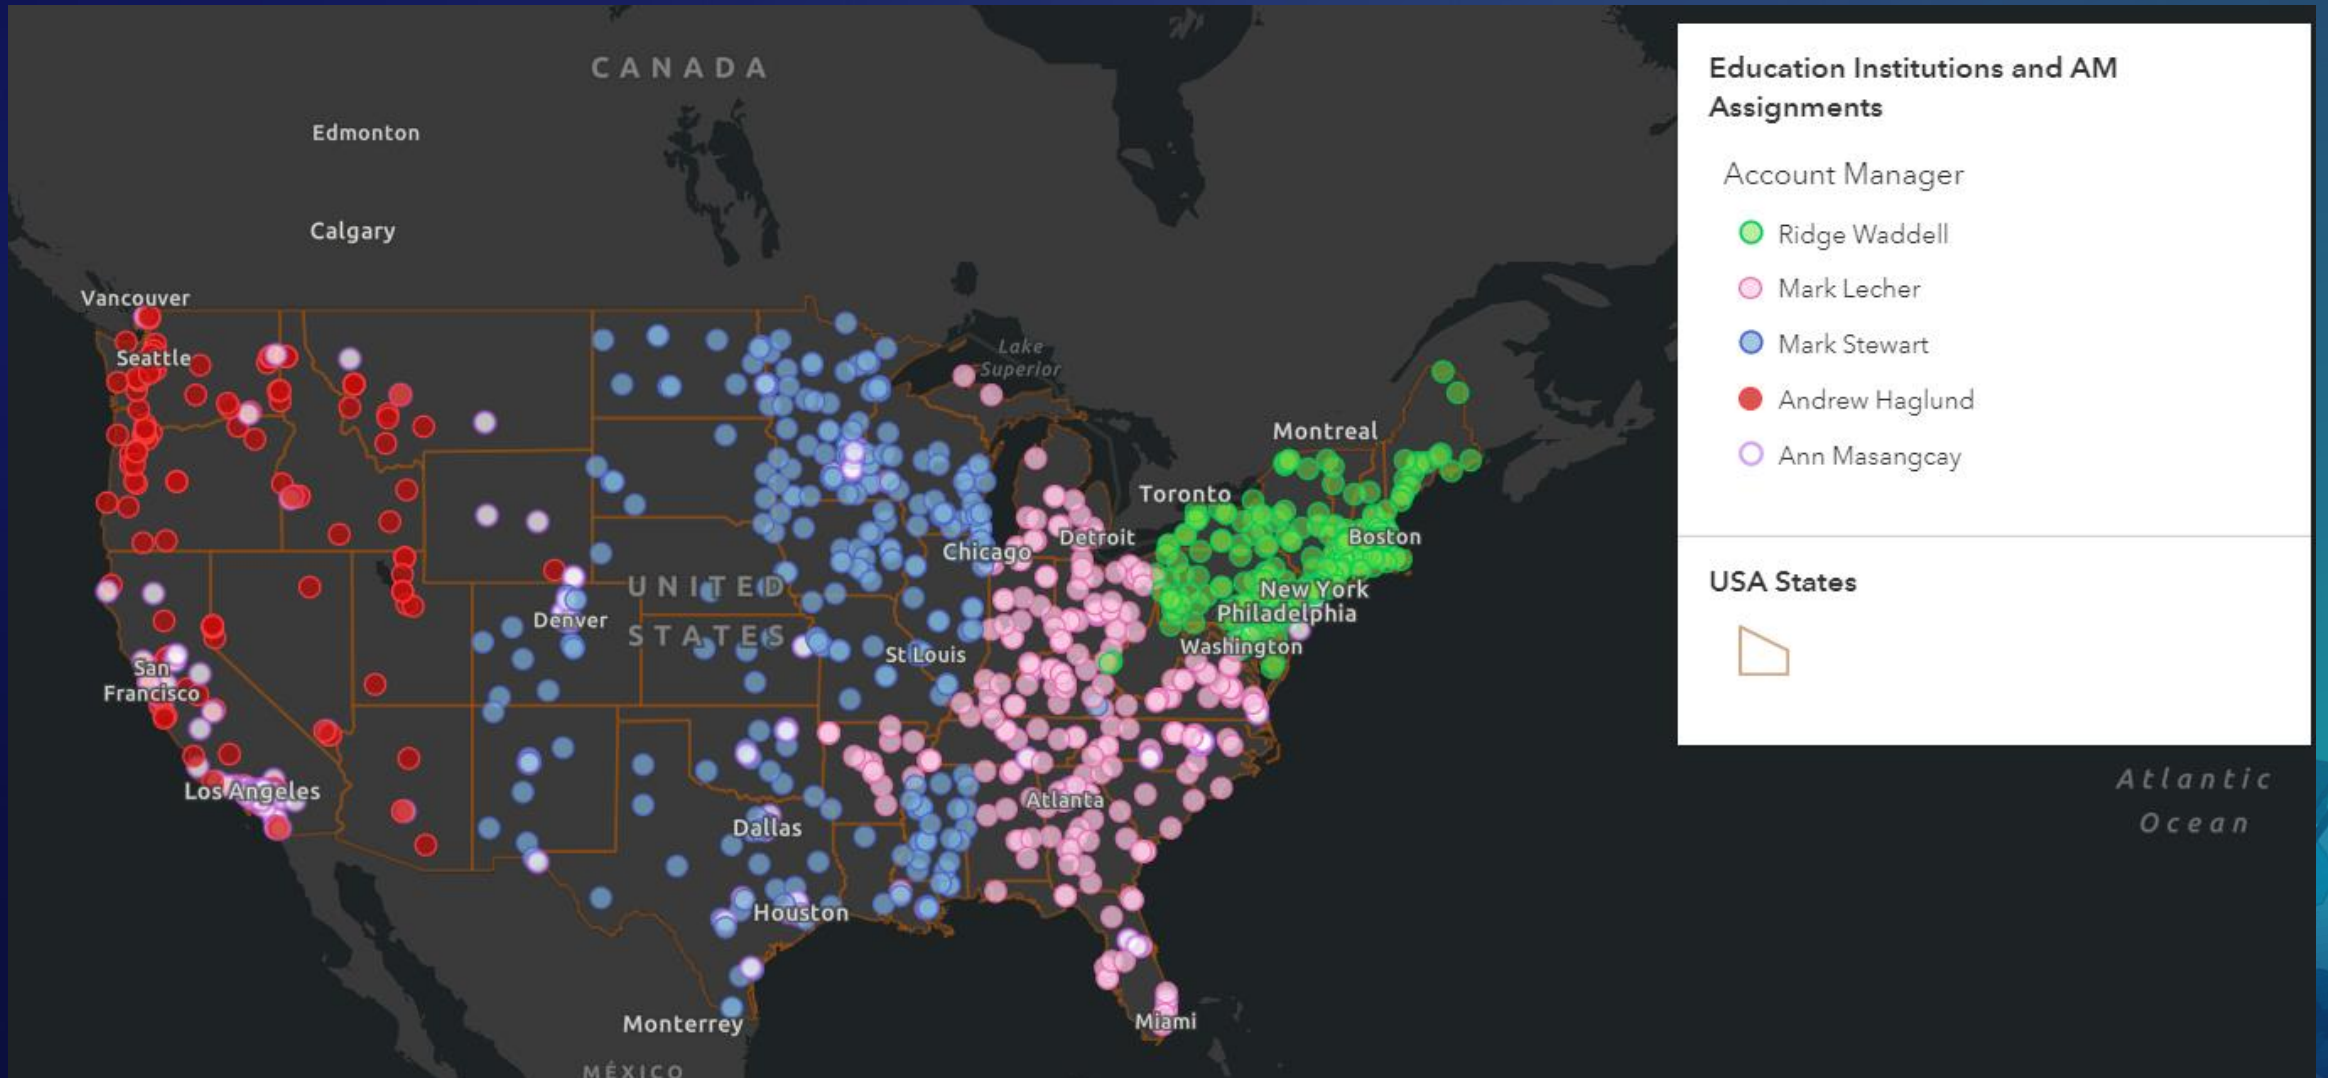 CANADA
Edmonton
Calgary
Vancouver
Seattle
Lake
Superior
Montreal
Toronto
Boston
Detroit
Chicago
UNITED
STATES
New York
Philadelphia
Washington
Denver
St Louis
San
Francisco
Los Angeles
Atlanta
Dallas
Houston
Monterrey
Miami
MÉXICO
Atlantic
Ocean
Education Institutions and AM
Assignments
Account Manager
Ridge Waddell
Mark Lecher
Mark Stewart
Andrew Haglund
Ann Masangcay
USA States